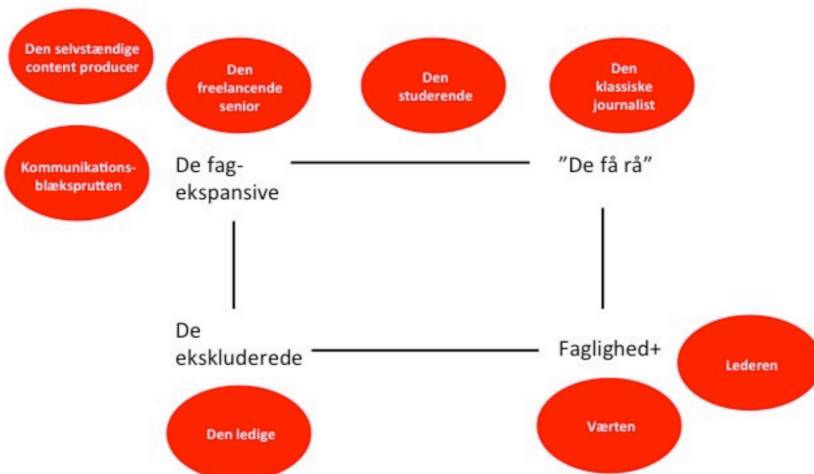 Den selvstændige
content producer
Den
freelancende
senior
Den
studerende
Den
klassiske
journalist
Kommunikations-
blæksprutten
De fag-
ekspansive
”De få rå”
De
ekskluderede
Faglighed+
Lederen
Den ledige
Værten